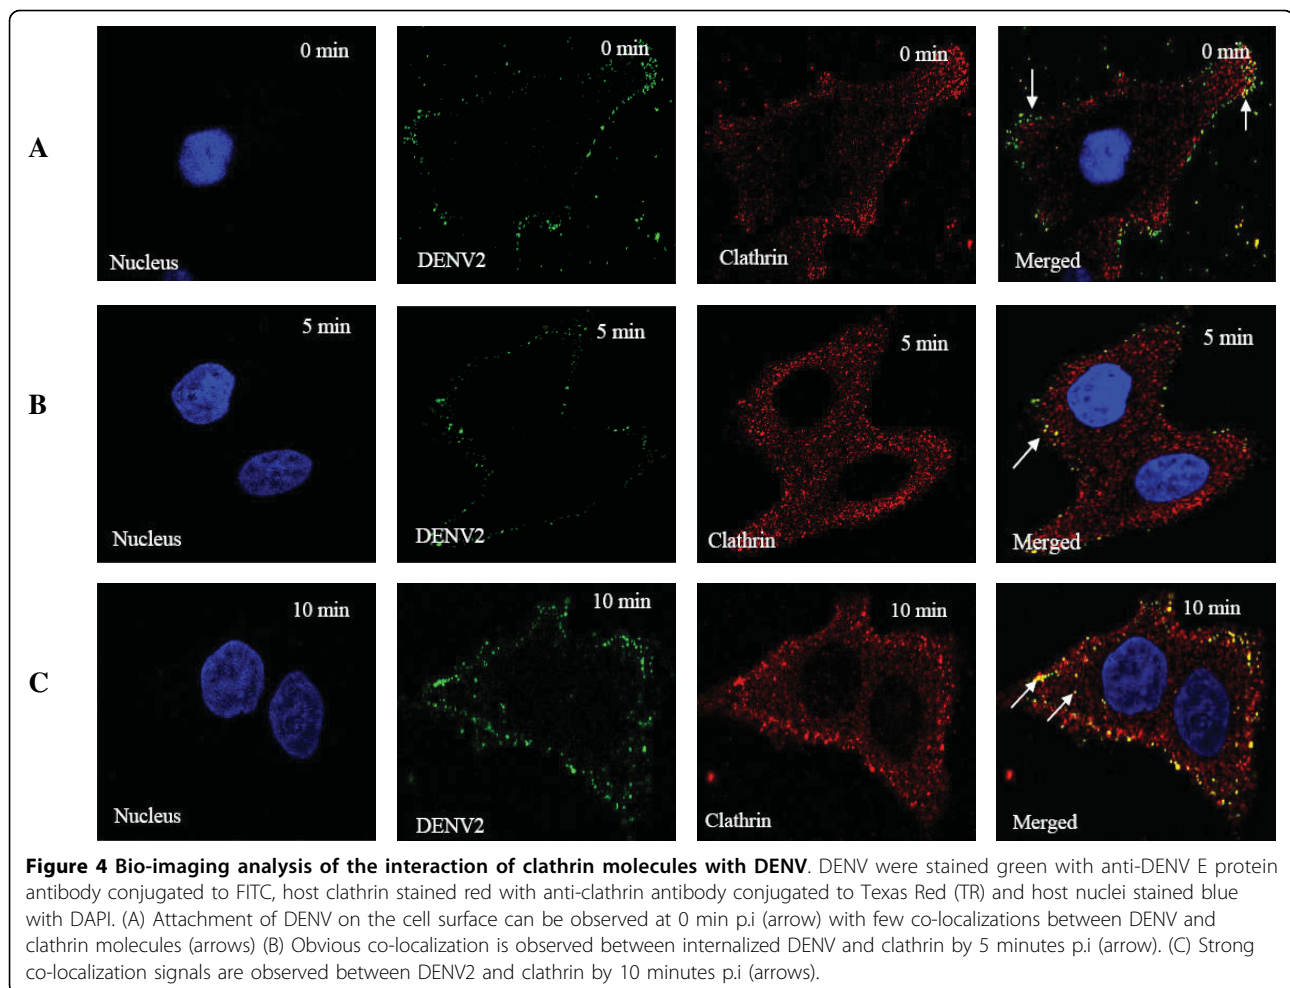 0 min 0 min 0 min 0 min
A
Nucleus DENV2 Clathrin Merged
5 min 5 min 5 min 5 min
B
Nucleus DENV2 Clathrin Merged
10 min 10 min 10 min 10 min
C
Nucleus DENV2 Clathrin Merged
Figure 4 Bio-imaging analysis of the interaction of clathrin molecules with DENV. DENV were stained green with anti-DENV E protein
antibody conjugated to FITC, host clathrin stained red with anti-clathrin antibody conjugated to Texas Red (TR) and host nuclei stained blue
with DAPI. (A) Attachment of DENV on the cell surface can be observed at 0 min p.i (arrow) with few co-localizations between DENV and
clathrin molecules (arrows) (B) Obvious co-localization is observed between internalized DENV and clathrin by 5 minutes p.i (arrow). (C) Strong
co-localization signals are observed between DENV2 and clathrin by 10 minutes p.i (arrows).